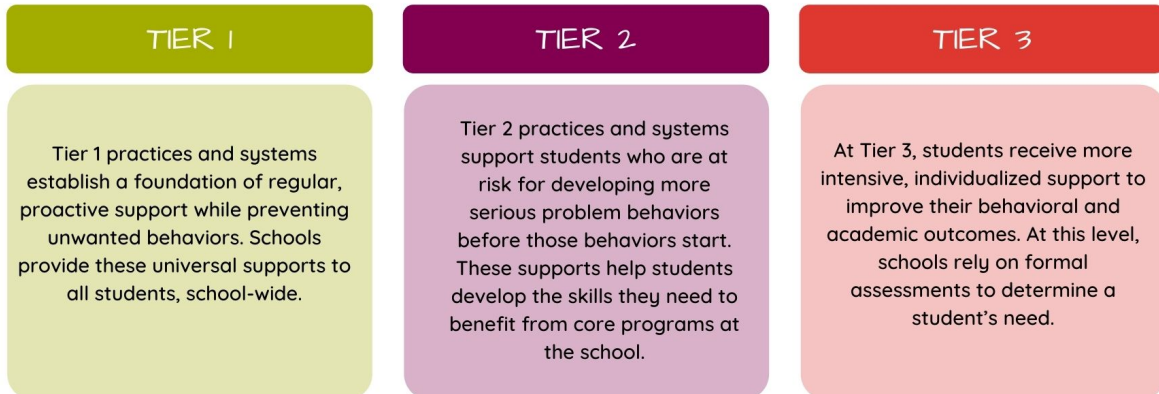 TIER 1
Tier 1 practices and systems
establish a foundation of regular,
proactive support while preventing
unwanted behaviors. Schools
provide these universal supports to
all students, school-wide.
TIER 2
Tier 2 practices and systems
support students who are at
risk for developing more
serious problem behaviors
before those behaviors start.
These supports help students
develop the skills they need to
benefit from core programs at
the school.
TIER 3
At Tier 3, students receive more
intensive, individualized support to
improve their behavioral and
academic outcomes. At this level,
schools rely on formal
assessments to determine a
student’s need.